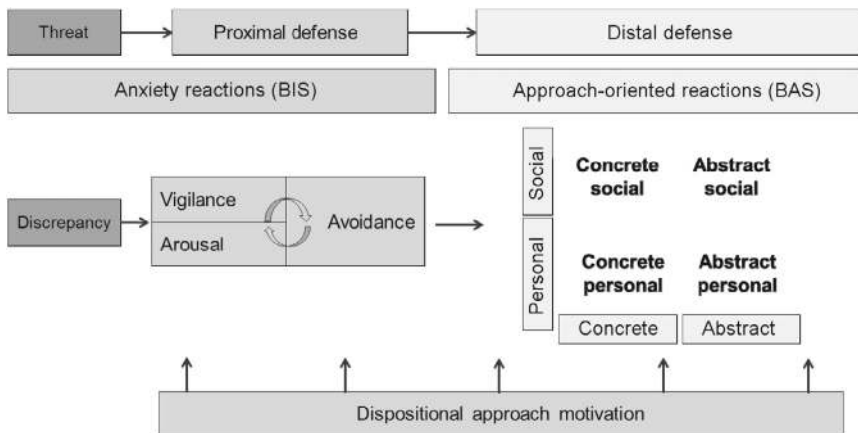 Threat
Proximal defense
Distal defense
Anxiety reactions (BIS)
Approach-oriented reactions (BAS)
Discrepancy
Vigilance
Arousal
Avoidance
Social
Concrete
social
Abstract
social
Personal
Concrete
personal
Abstract
personal
Concrete
Abstract
Dispositional approach motivation